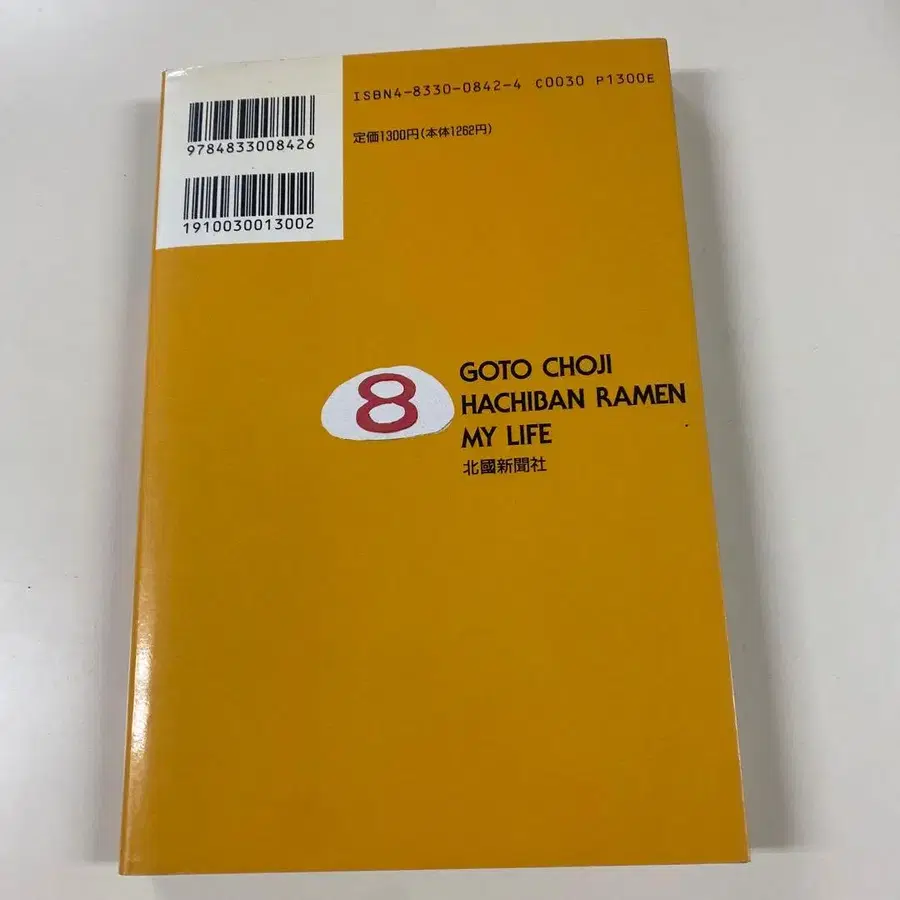 ISBN4-8330-0842-4 C0030 P1300E
9784833008426
定価1300円(本体1262円)
1910030013002
8
GOTO CHOJI
HACHIBAN RAMEN
MY LIFE
北國新聞社